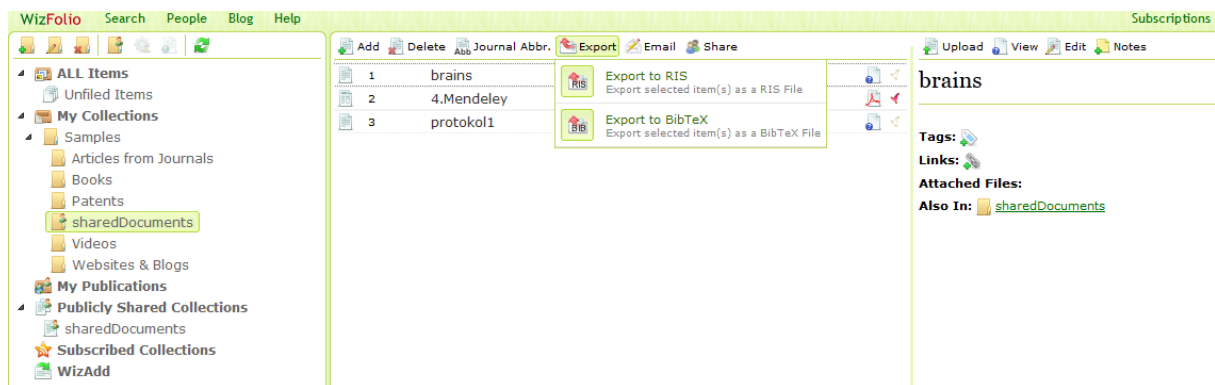 WizFolio Search People Blog Help Subscriptions
Add Delete Abb Journal Abbr. Export Email Share
Upload View Edit Notes
ALL Items
Unfiled Items
My Collections
Samples
Articles from Journals
Books
Patents
sharedDocuments
Videos
Websites & Blogs
My Publications
Publicly Shared Collections
sharedDocuments
Subscribed Collections
WizAdd
1 brains
2 4.Mendeley
3 protokol1
RIS Export to RIS
Export selected item(s) as a RIS File
BIB Export to BibTeX
Export selected item(s) as a BibTeX File
brains
Tags:
Links:
Attached Files:
Also In: sharedDocuments